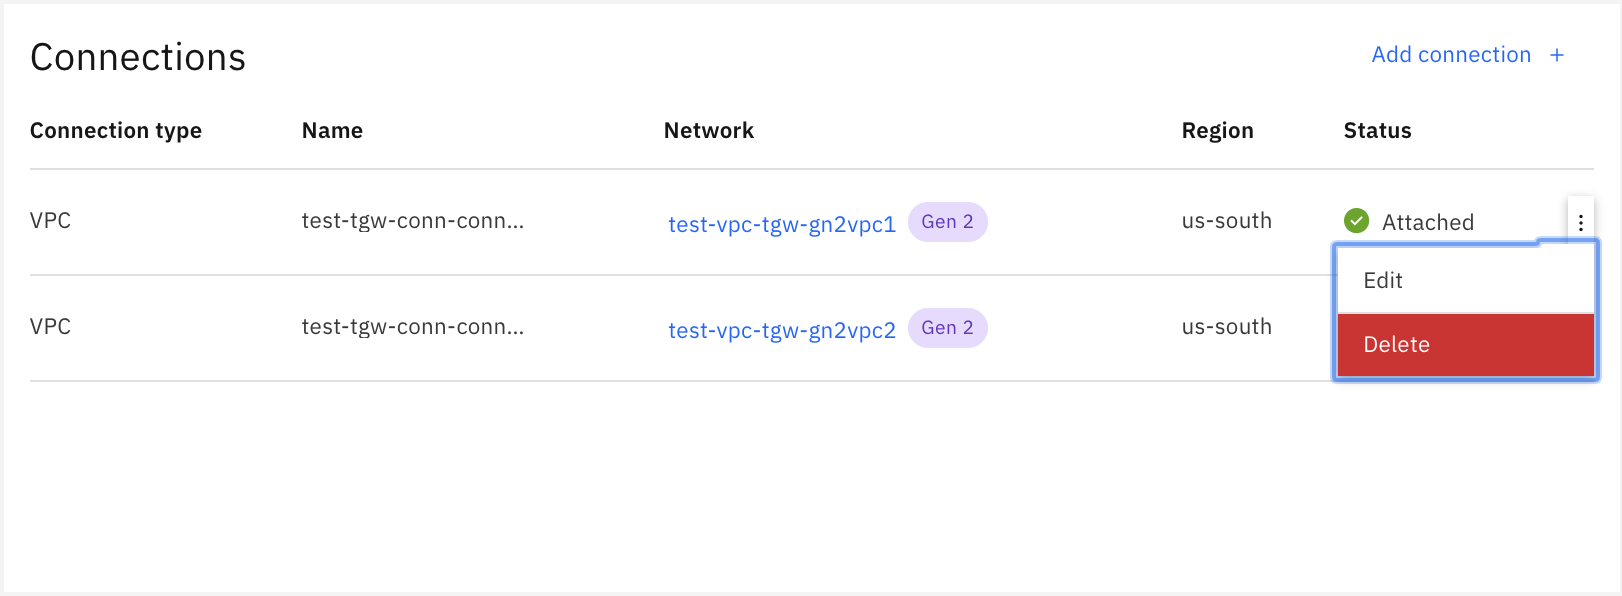 Connections
Add connection +
Connection type Name Network Region Status
VPC test-tgw-conn-conn... test-vpc-tgw-gn2vpc1 Gen 2 us-south Attached
Edit
VPC test-tgw-conn-conn... test-vpc-tgw-gn2vpc2 Gen 2 us-south
Delete